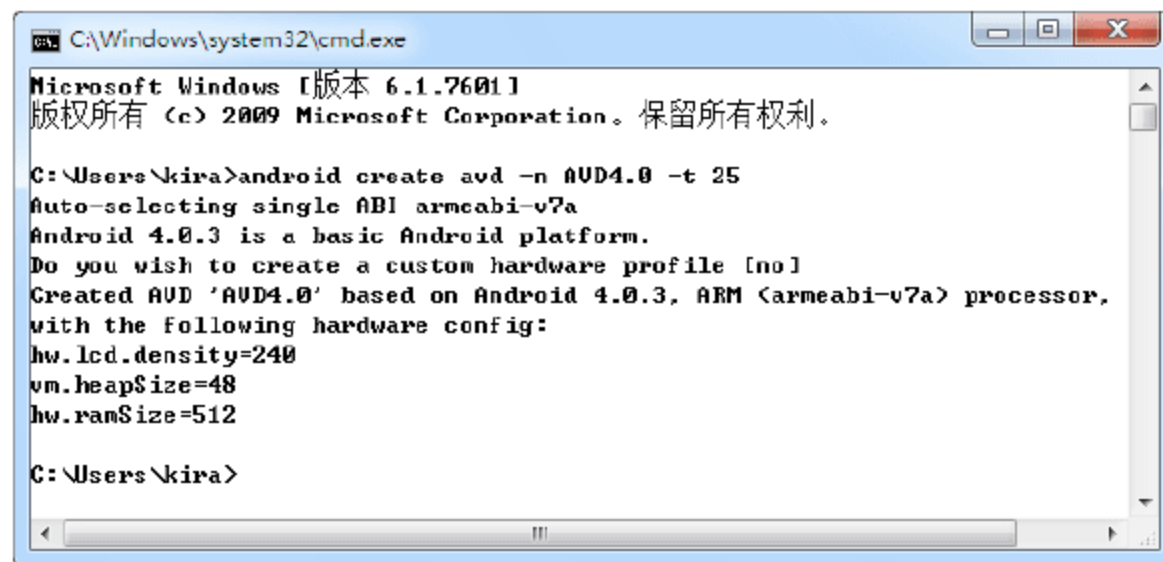 C:\Windows\system32\cmd.exe
Microsoft Windows [版本 6.1.7601]
版权所有 (c) 2009 Microsoft Corporation。保留所有权利。
C:\Users\kira>android create avd -n AVD4.0 -t 25
Auto-selecting single ABI armeabi-v7a
Android 4.0.3 is a basic Android platform.
Do you wish to create a custom hardware profile [no]
Created AVD 'AVD4.0' based on Android 4.0.3, ARM (armeabi-v7a) processor,
with the following hardware config:
hw.lcd.density=240
vm.heapSize=48
hw.ramSize=512
C:\Users\kira>